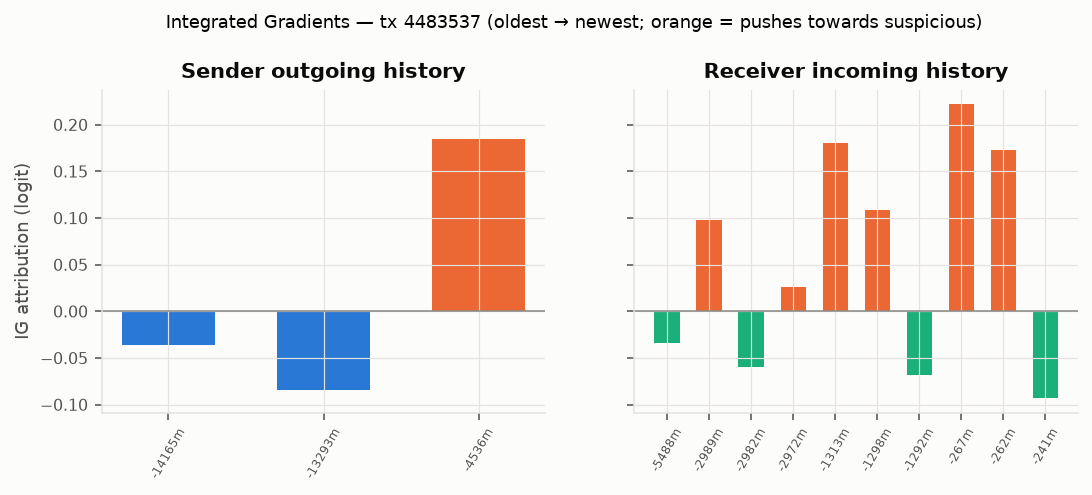 Integrated Gradients — tx 4483537 (oldest → newest; orange = pushes towards suspicious)
Sender outgoing history
Receiver incoming history
IG attribution (logit)
0.20
0.15
0.10
0.05
0.00
−0.05
−0.10
-14165m
-13293m
-4536m
-5488m
-2989m
-2982m
-2972m
-1313m
-1298m
-1292m
-267m
-262m
-241m